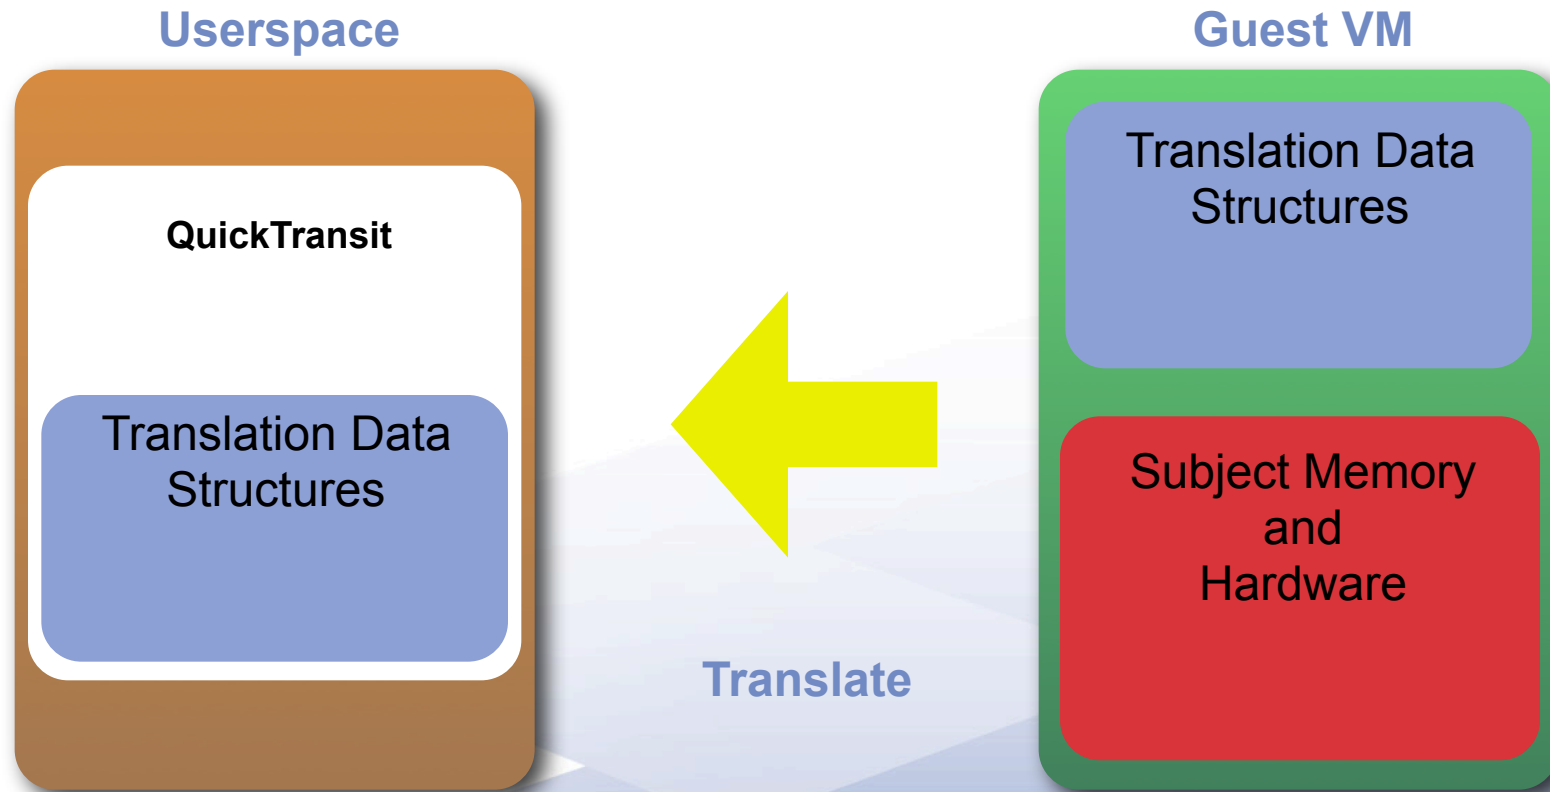 Userspace
Guest VM
QuickTransit
Translation Data
Structures
Translate
Translation Data
Structures
Subject Memory
and
Hardware